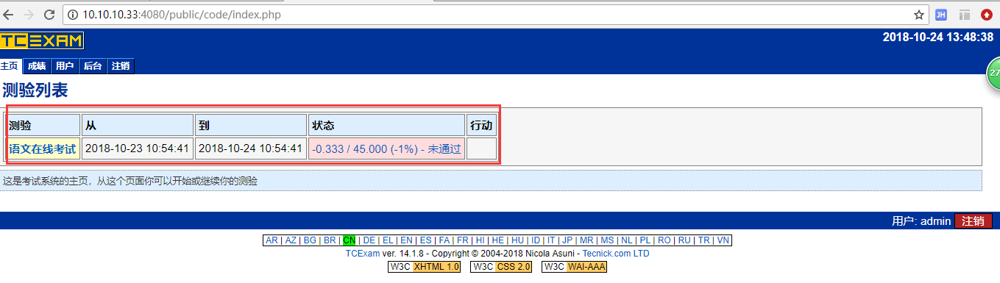 10.10.10.33:4080/public/code/index.php
JH
TCEXAM
2018-10-24 13:48:38
主页 成绩 用户 后台 注销
27
测验列表
测验 从 到 状态 行动
语文在线考试 2018-10-23 10:54:41 2018-10-24 10:54:41 -0.333 / 45.000 (-1%) - 未通过
这是考试系统的主页，从这个页面你可以开始或继续你的测验
用户: admin 注销
AR | AZ | BG | BR | CN | DE | EL | EN | ES | FA | FR | HI | HE | HU | ID | IT | JP | MR | MS | NL | PL | RO | RU | TR | VN
TCExam ver. 14.1.8 - Copyright © 2004-2018 Nicola Asuni - Tecnick.com LTD
W3C XHTML 1.0 W3C CSS 2.0 W3C WAI-AAA